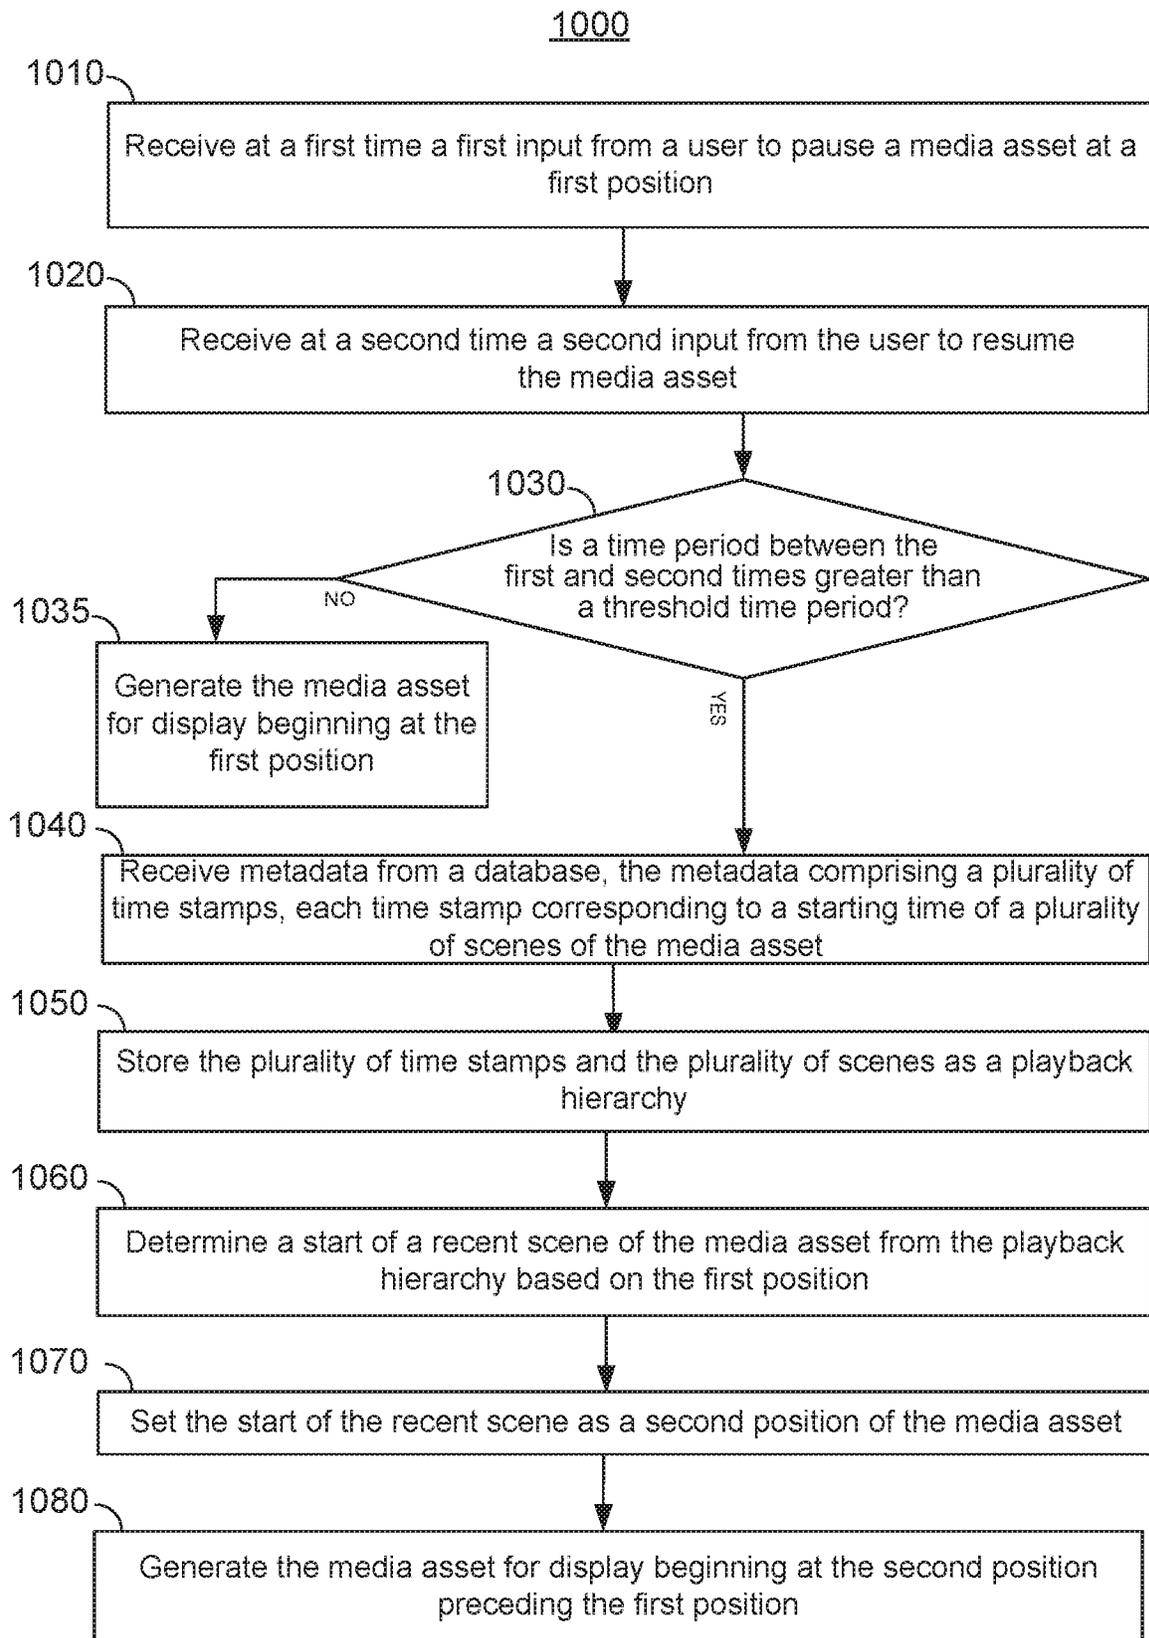 1000
1010
Receive at a first time a first input from a user to pause a media asset at a
first position
1020
Receive at a second time a second input from the user to resume
the media asset
1030
Is a time period between the
first and second times greater than
a threshold time period?
NO
1035
Generate the media asset
for display beginning at the
first position
YES
1040
Receive metadata from a database, the metadata comprising a plurality of
time stamps, each time stamp corresponding to a starting time of a plurality
of scenes of the media asset
1050
Store the plurality of time stamps and the plurality of scenes as a playback
hierarchy
1060
Determine a start of a recent scene of the media asset from the playback
hierarchy based on the first position
1070
Set the start of the recent scene as a second position of the media asset
1080
Generate the media asset for display beginning at the second position
preceding the first position